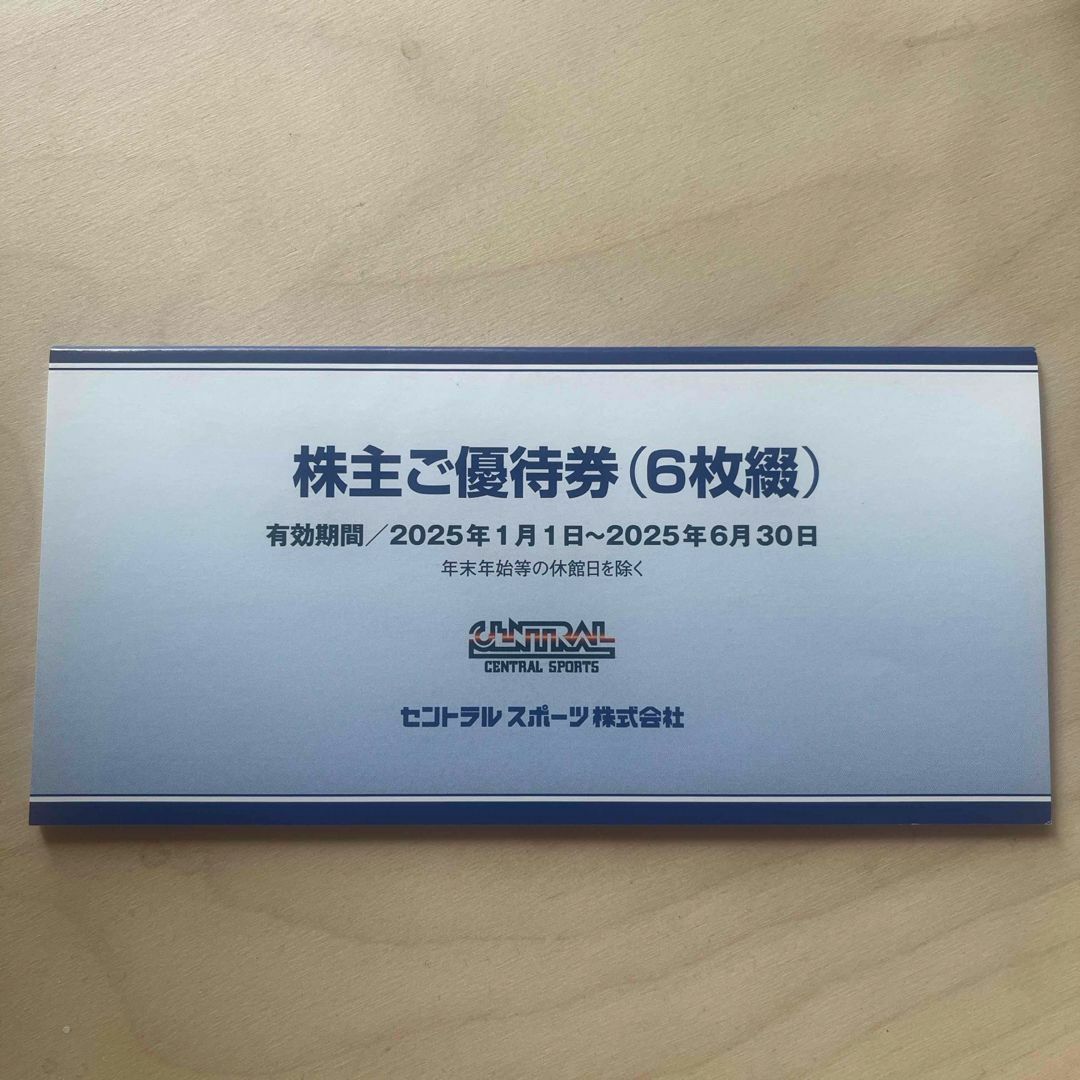 株主ご優待券（6枚綴）
有効期間／2025年1月1日～2025年6月30日
年末年始等の休館日を除く
CENTRAL
CENTRAL SPORTS
セントラルスポーツ株式会社